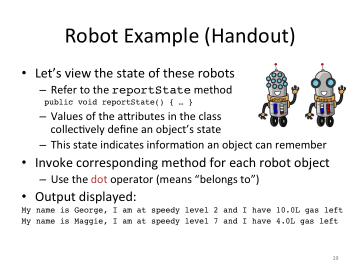 Robot Example (Handout)
• Let's view the state of these robots
– Refer to the reportState method
public void reportState() { … }
– Values of the attributes in the class
collectively define an object's state
– This state indicates information an object can remember
• Invoke corresponding method for each robot object
– Use the dot operator (means "belongs to")
• Output displayed:
My name is George, I am at speedy level 2 and I have 10.0L gas left
My name is Maggie, I am at speedy level 7 and I have 4.0L gas left